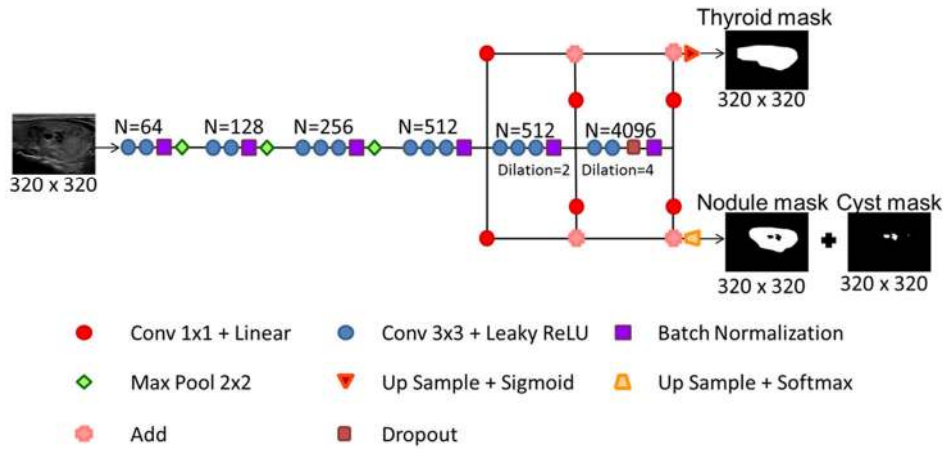 Thyroid mask
320 x 320
N=64
N=128
N=256
N=512
N=512
N=4096
320 x 320
Dilation=2
Dilation=4
Nodule mask
Cyst mask
320 x 320
320 x 320
Conv 1x1 + Linear
Conv 3x3 + Leaky ReLU
Batch Normalization
Max Pool 2x2
Up Sample + Sigmoid
Up Sample + Softmax
Add
Dropout